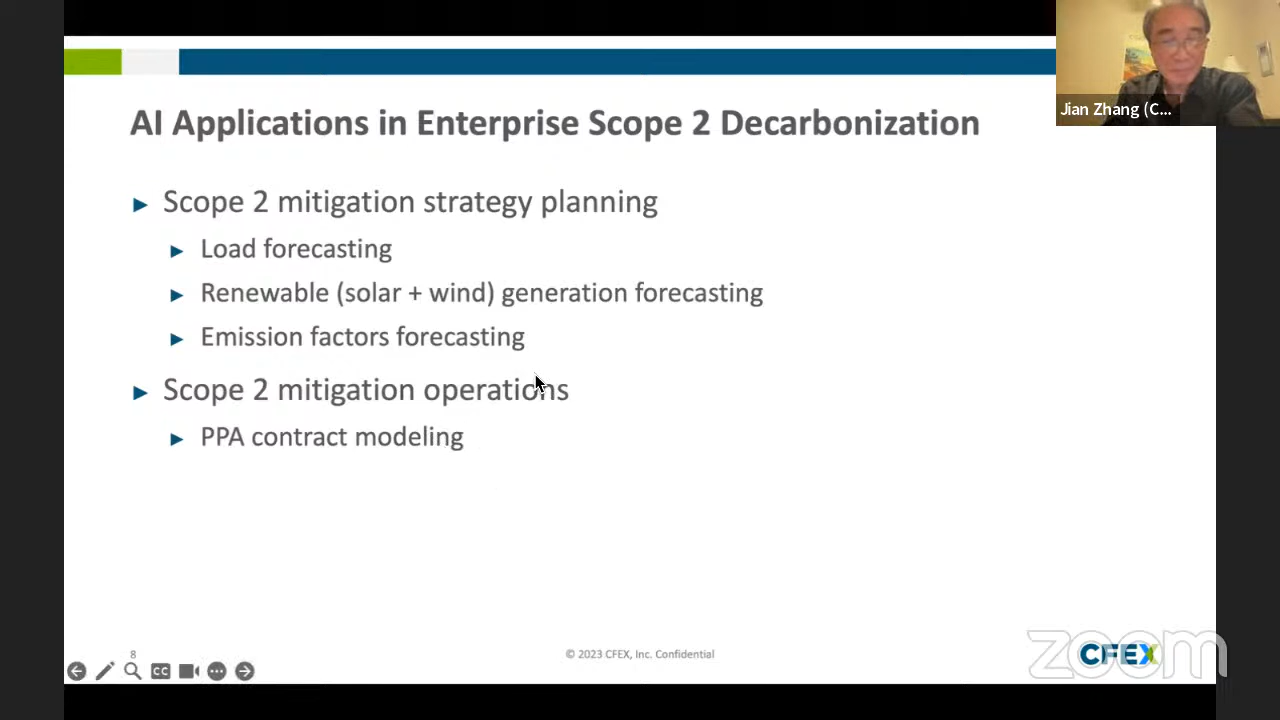 AI Applications in Enterprise Scope 2 Decarbonization
Jian Zhang (C...
Scope 2 mitigation strategy planning
Load forecasting
Renewable (solar + wind) generation forecasting
Emission factors forecasting
Scope 2 mitigation operations
PPA contract modeling
8
© 2023 CFEX, Inc. Confidential
CFEX
zoom
CC